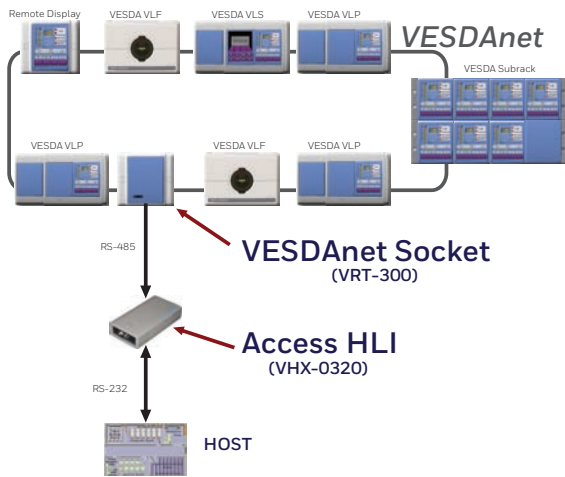 Remote Display
VESDA VLF
VESDA VLS
VESDA VLP
VESDAnet
VESDA Subrack
VESDA VLP
VESDA VLF
VESDA VLP
RS-485
VESDAnet Socket
(VRT-300)
Access HLI
(VHX-0320)
RS-232
HOST